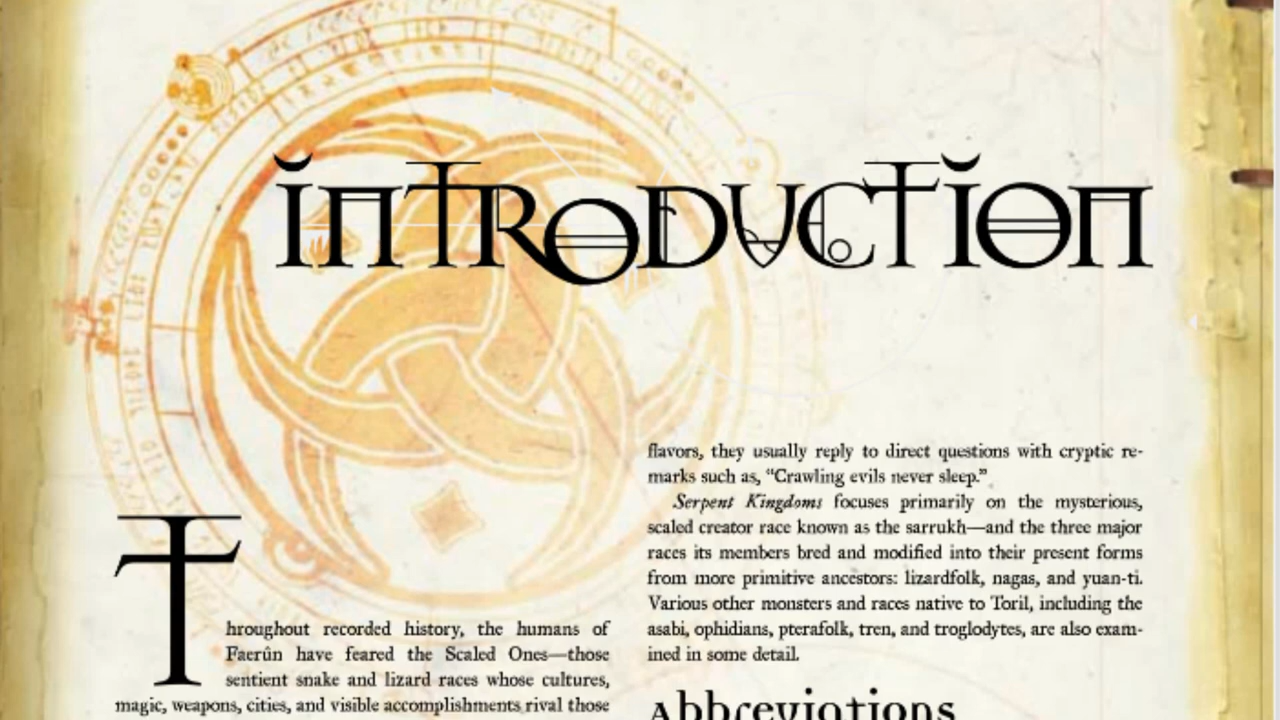 INTRODUCTION
Throughout recorded history, the humans of
Faerûn have feared the Scaled Ones—those
sentient snake and lizard races whose cultures,
magic, weapons, cities, and visible accomplishments rival those
flavors, they usually reply to direct questions with cryptic re-
marks such as, “Crawling evils never sleep.”
Serpent Kingdoms focuses primarily on the mysterious,
scaled creator race known as the sarrukh—and the three major
races its members bred and modified into their present forms
from more primitive ancestors: lizardfolk, nagas, and yuan-ti.
Various other monsters and races native to Toril, including the
asabi, ophidians, pterafolk, tren, and troglodytes, are also exam-
ined in some detail.
Abbreviations